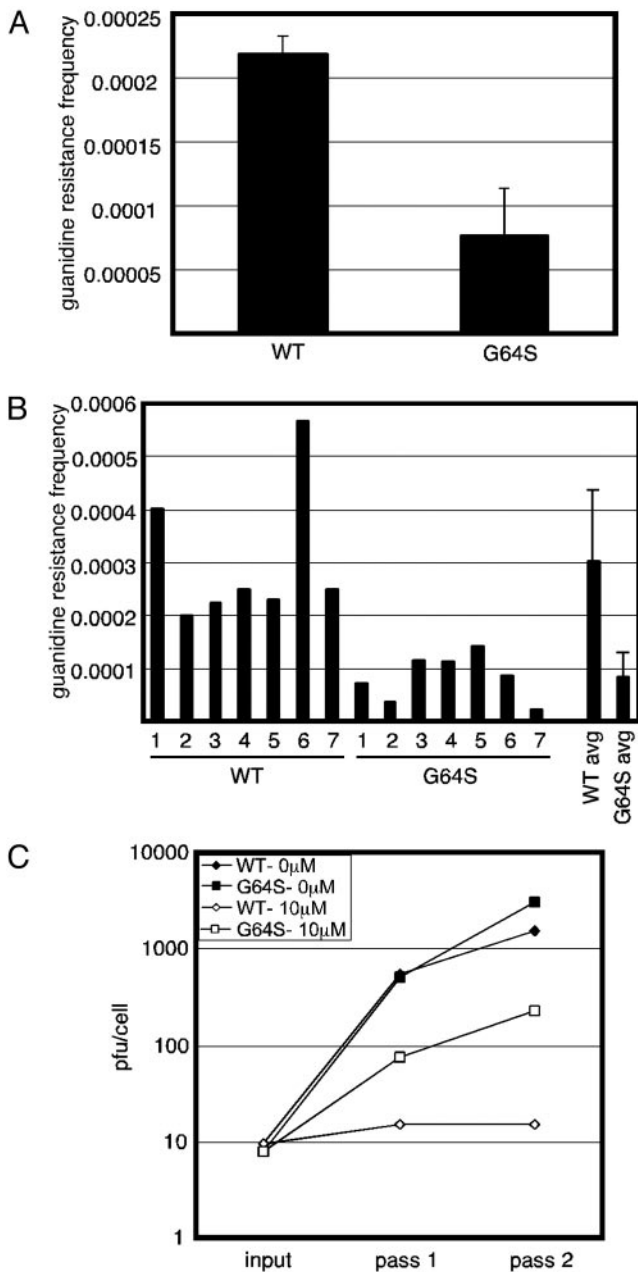 A
guanidine resistance frequency
0.00025
0.0002
0.00015
0.0001
0.00005
WT
G64S
B
guanidine resistance frequency
0.0006
0.0005
0.0004
0.0003
0.0002
0.0001
1 2 3 4 5 6 7 1 2 3 4 5 6 7
WT
G64S
WT avg
G64S avg
C
pfu/cell
10000
1000
100
10
1
WT- 0µM
G64S- 0µM
WT- 10µM
G64S- 10µM
input
pass 1
pass 2